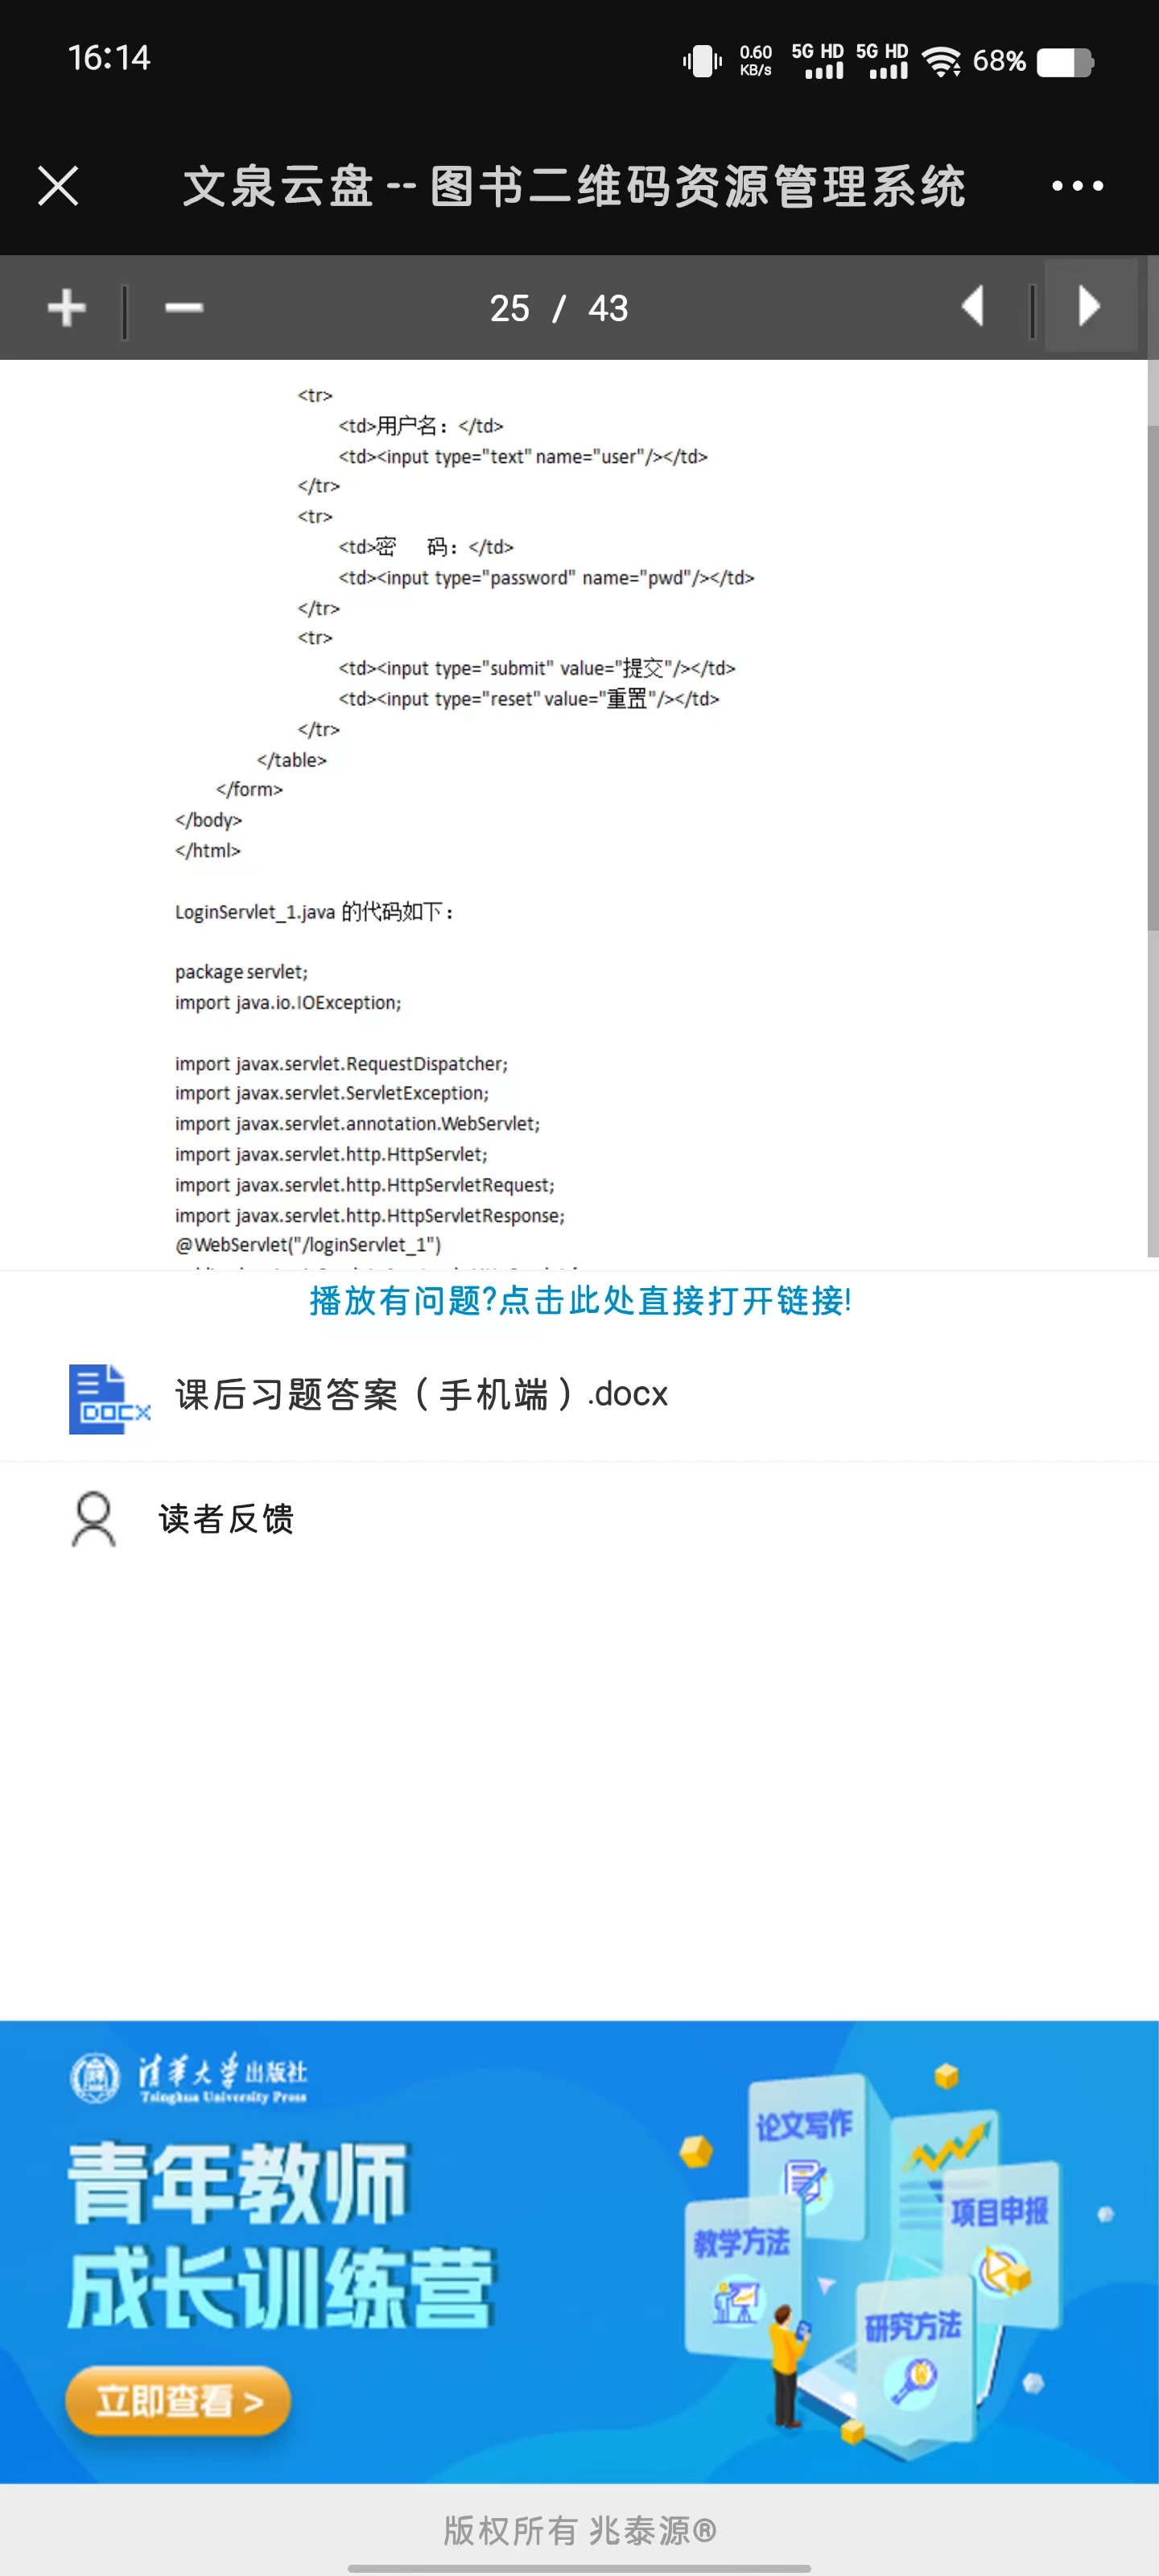 16:14
0.60 KB/s 5G HD 5G HD 68%
文泉云盘 -- 图书二维码资源管理系统
25 / 43
<tr>
<td>用户名：</td>
<td><input type="text" name="user"/></td>
</tr>
<tr>
<td>密 码：</td>
<td><input type="password" name="pwd"/></td>
</tr>
<tr>
<td><input type="submit" value="提交"/></td>
<td><input type="reset" value="重置"/></td>
</tr>
</table>
</form>
</body>
</html>
LoginServlet_1.java 的代码如下：
package servlet;
import java.io.IOException;
import javax.servlet.RequestDispatcher;
import javax.servlet.ServletException;
import javax.servlet.annotation.WebServlet;
import javax.servlet.http.HttpServlet;
import javax.servlet.http.HttpServletRequest;
import javax.servlet.http.HttpServletResponse;
@WebServlet("/loginServlet_1")
播放有问题?点击此处直接打开链接!
DOCX
课后习题答案（手机端）.docx
读者反馈
清华大学出版社
Tsinghua University Press
青年教师
成长训练营
立即查看 >
论文写作
项目申报
教学方法
研究方法
版权所有 兆泰源®